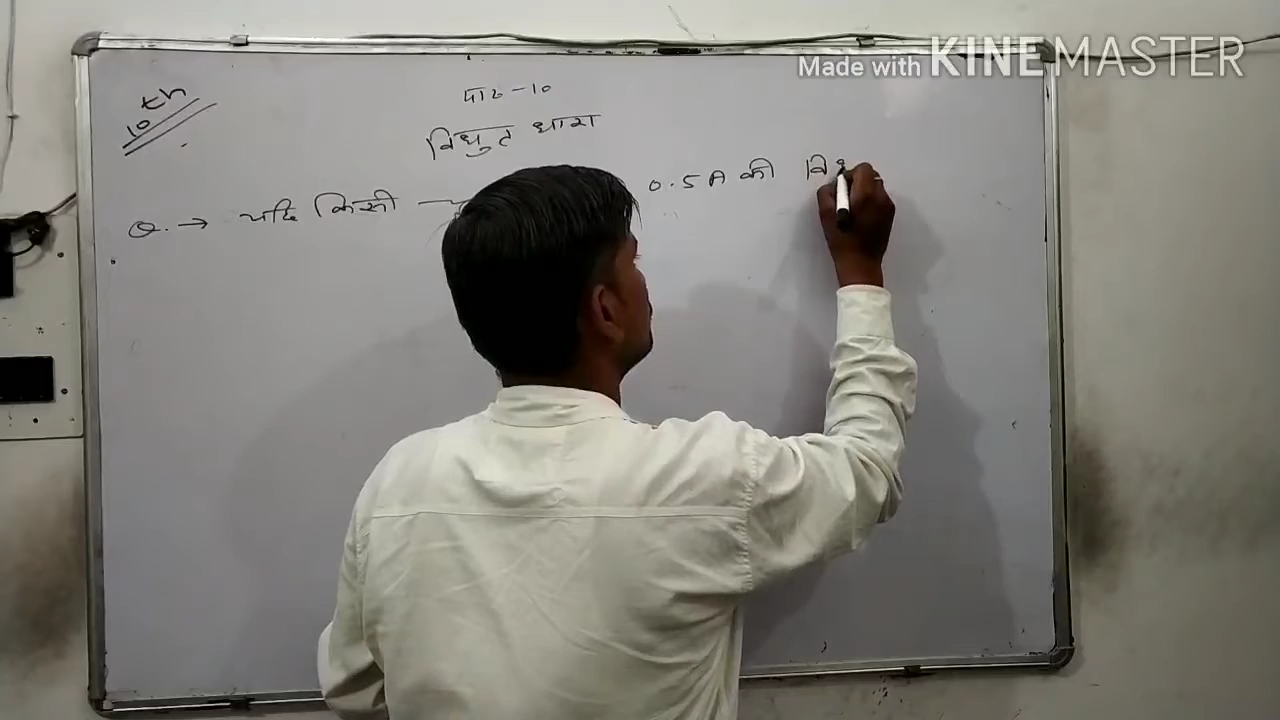 Made with KINEMASTER
10th
पाठ-10
विधुत धारा
Q. → यदि किसी 0.5A की